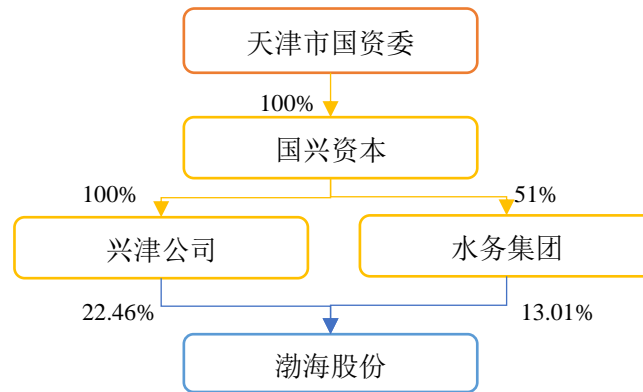 天津市国资委
100%
国兴资本
100%
51%
兴津公司
水务集团
22.46%
13.01%
渤海股份